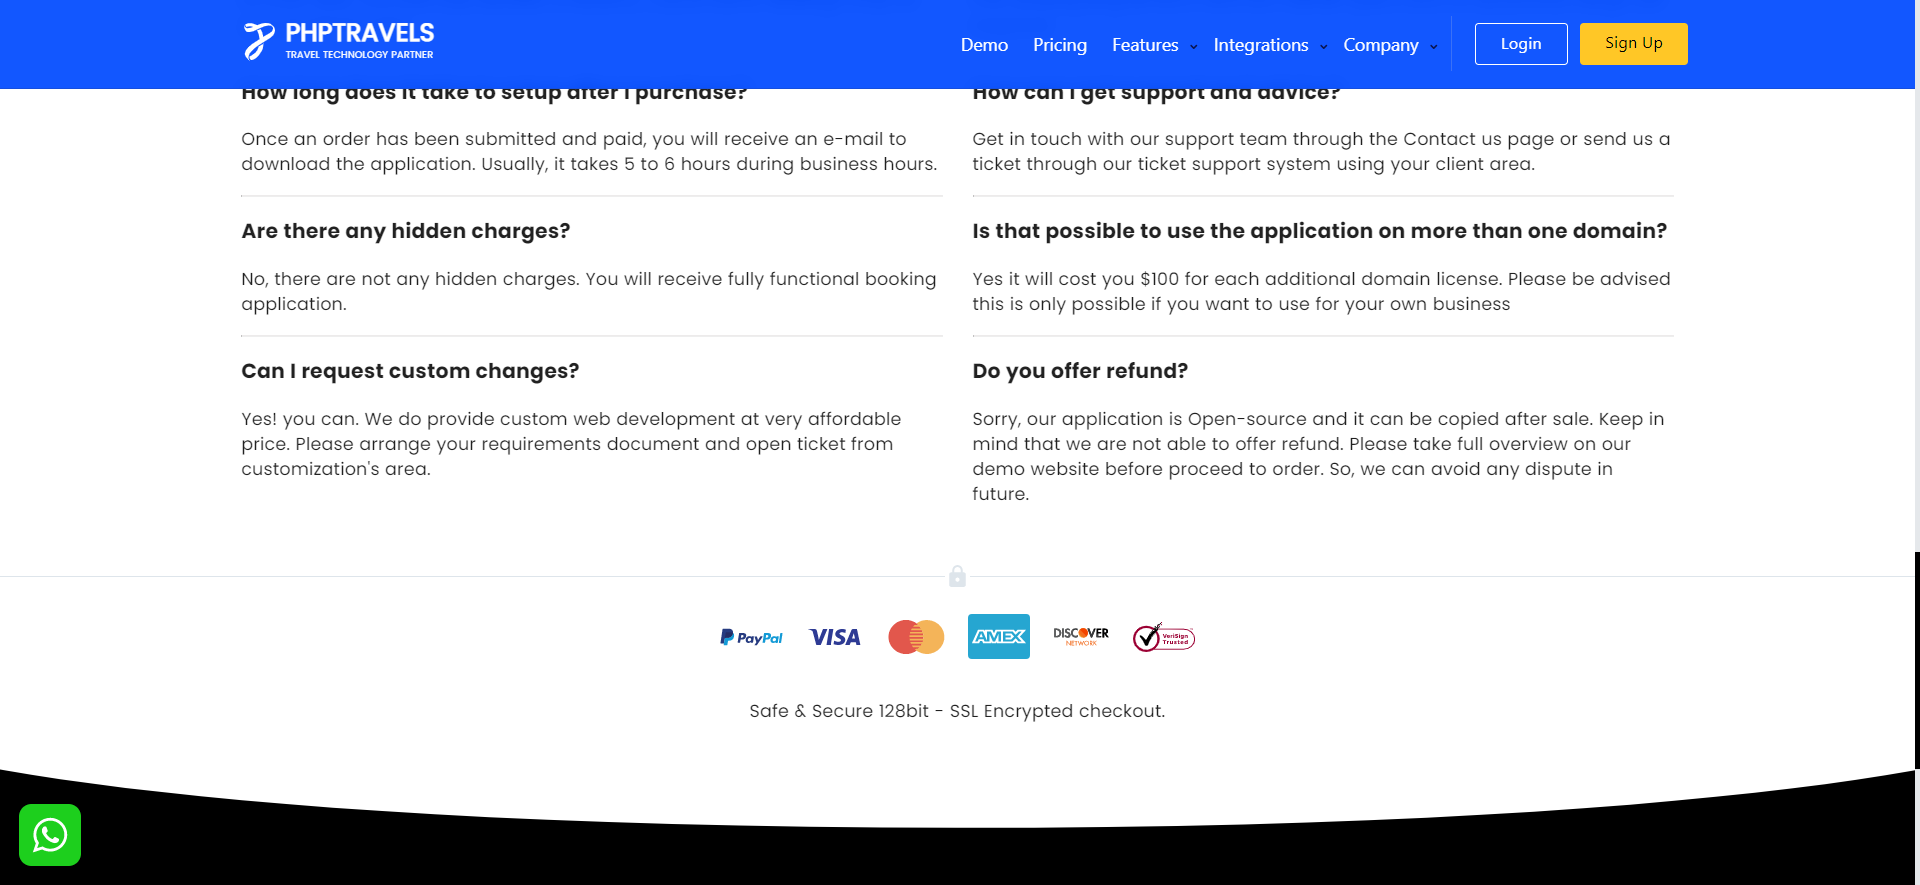 PHPTRAVELS
TRAVEL TECHNOLOGY PARTNER
Demo Pricing Features Integrations Company Login Sign Up
How long does it take to setup after I purchase?
Once an order has been submitted and paid, you will receive an e-mail to
download the application. Usually, it takes 5 to 6 hours during business hours.
Are there any hidden charges?
No, there are not any hidden charges. You will receive fully functional booking
application.
Can I request custom changes?
Yes! you can. We do provide custom web development at very affordable
price. Please arrange your requirements document and open ticket from
customization's area.
How can I get support and advice?
Get in touch with our support team through the Contact us page or send us a
ticket through our ticket support system using your client area.
Is that possible to use the application on more than one domain?
Yes it will cost you $100 for each additional domain license. Please be advised
this is only possible if you want to use for your own business
Do you offer refund?
Sorry, our application is Open-source and it can be copied after sale. Keep in
mind that we are not able to offer refund. Please take full overview on our
demo website before proceed to order. So, we can avoid any dispute in
future.
PayPal VISA AMEX DISCOVER NETWORK VeriSign Trusted
Safe & Secure 128bit - SSL Encrypted checkout.